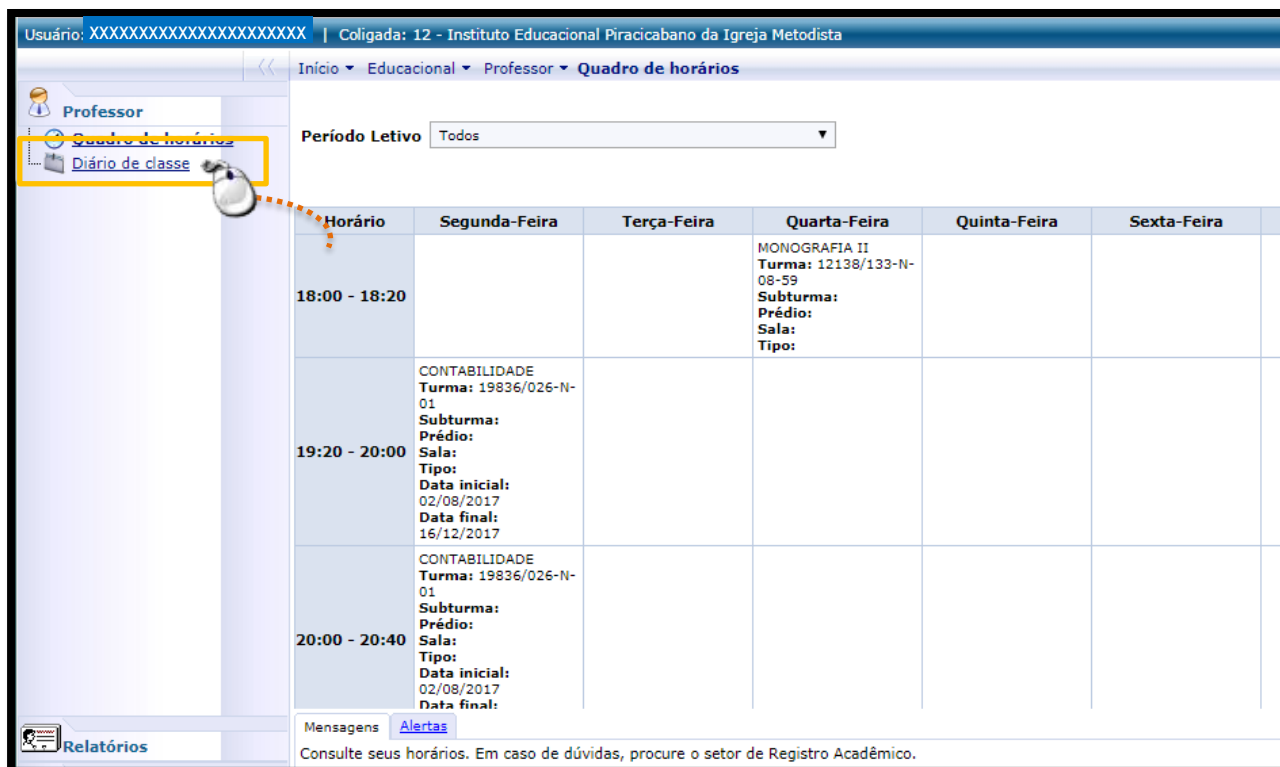 Usuário: XXXXXXXXXXXXXXXXXXXXXX | Coligada: 12 - Instituto Educacional Piracicabano da Igreja Metodista
Início Educacional Professor Quadro de horários
Professor
Quadro de horários
Diário de classe
Período Letivo Todos
Horário Segunda-Feira Terça-Feira Quarta-Feira Quinta-Feira Sexta-Feira
18:00 - 18:20
MONOGRAFIA II
Turma: 12138/133-N-
08-59
Subturma:
Prédio:
Sala:
Tipo:
19:20 - 20:00
CONTABILIDADE
Turma: 19836/026-N-
01
Subturma:
Prédio:
Sala:
Tipo:
Data inicial:
02/08/2017
Data final:
16/12/2017
20:00 - 20:40
CONTABILIDADE
Turma: 19836/026-N-
01
Subturma:
Prédio:
Sala:
Tipo:
Data inicial:
02/08/2017
Data final:
Mensagens Alertas
Relatórios
Consulte seus horários. Em caso de dúvidas, procure o setor de Registro Acadêmico.